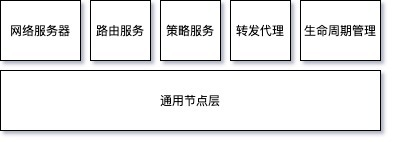 网络服务器
路由服务
策略服务
转发代理
生命周期管理
通用节点层